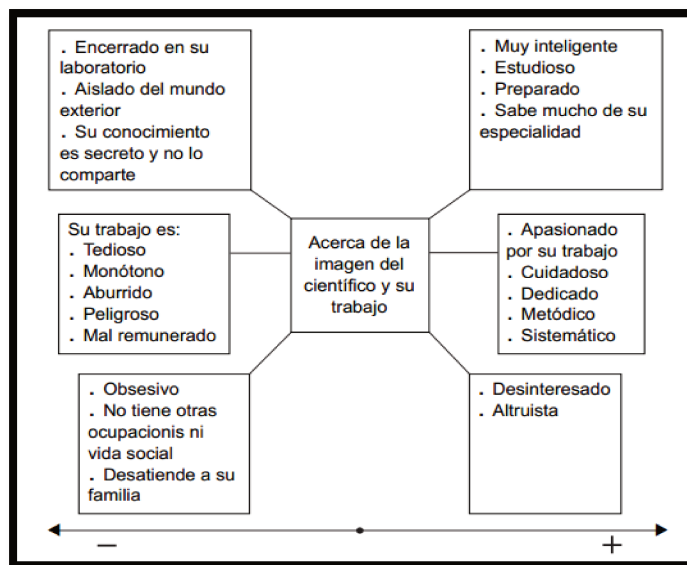 . Encerrado en su
laboratorio
. Aislado del mundo
exterior
. Su conocimiento
es secreto y no lo
comparte
. Muy inteligente
. Estudioso
. Preparado
. Sabe mucho de su
especialidad
Su trabajo es:
. Tedioso
. Monótono
. Aburrido
. Peligroso
. Mal remunerado
Acerca de la
imagen del
científico y su
trabajo
. Apasionado
por su trabajo
. Cuidadoso
. Dedicado
. Metódico
. Sistemático
. Obsesivo
. No tiene otras
ocupacionis ni
vida social
. Desatiende a su
familia
. Desinteresado
. Altruista
− +